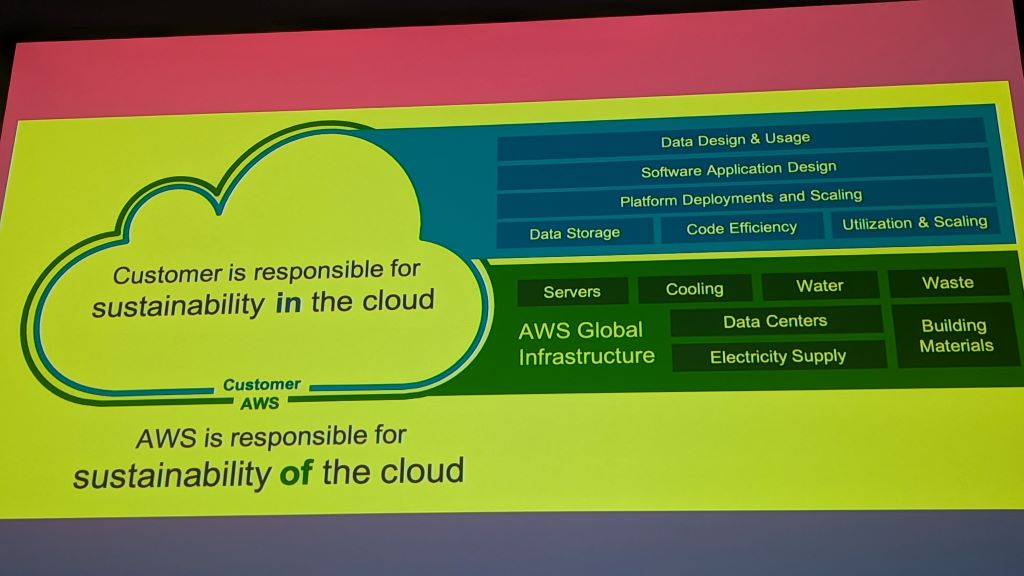 Customer is responsible for
sustainability in the cloud
Customer
AWS
AWS is responsible for
sustainability of the cloud
Data Design & Usage
Software Application Design
Platform Deployments and Scaling
Data Storage
Code Efficiency
Utilization & Scaling
AWS Global
Infrastructure
Servers
Cooling
Water
Waste
Data Centers
Electricity Supply
Building
Materials